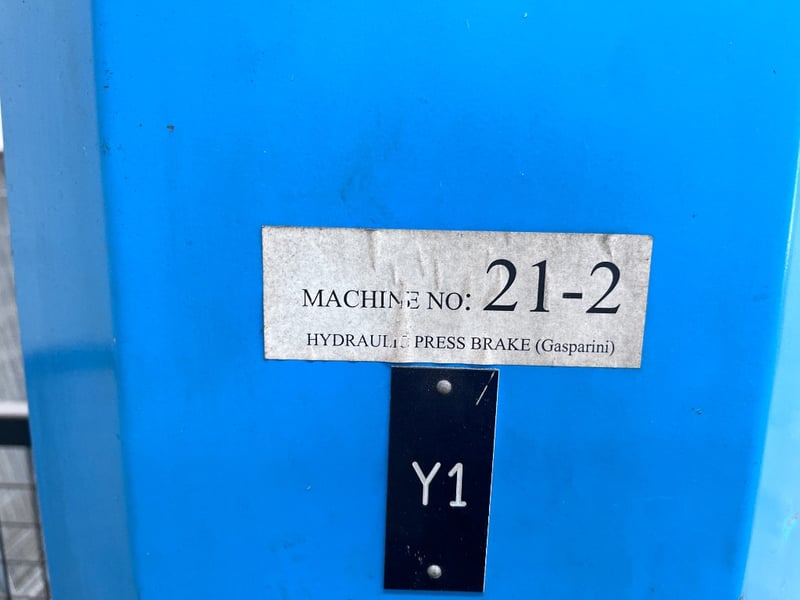 MACHINE NO: 21-2
HYDRAULIC PRESS BRAKE (Gasparini)
Y1